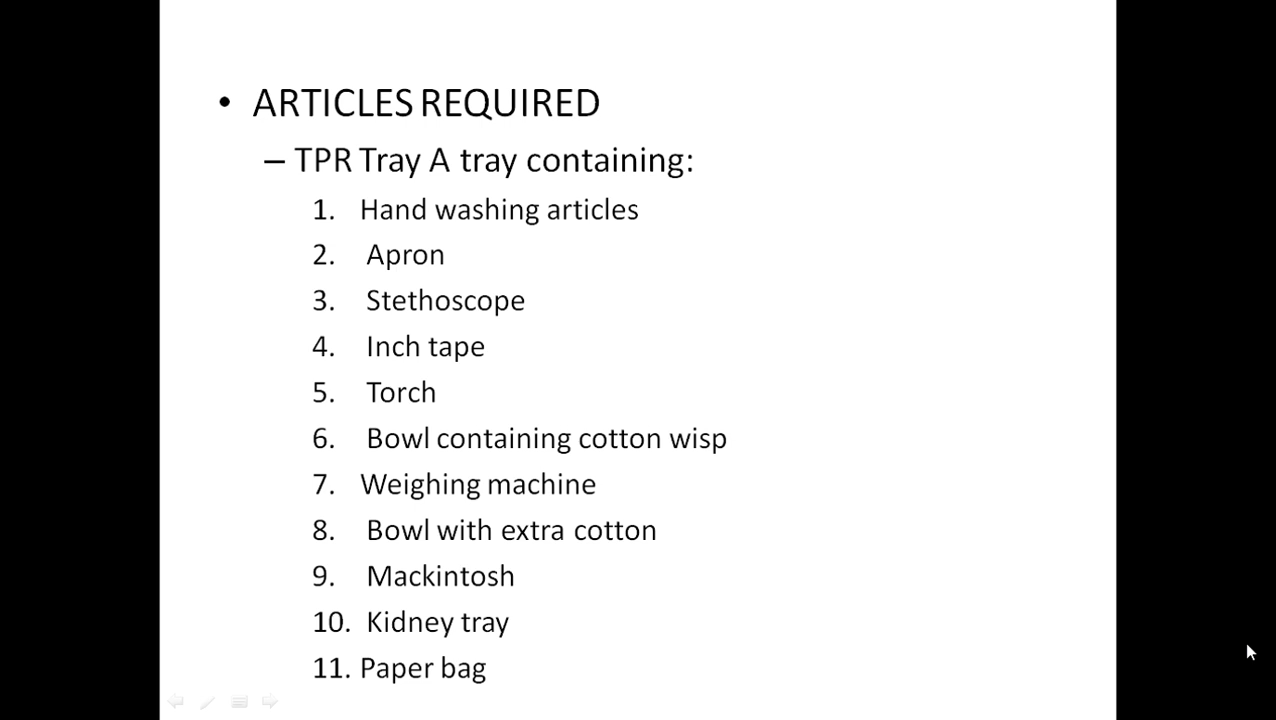 • ARTICLES REQUIRED
– TPR Tray A tray containing:
1. Hand washing articles
2. Apron
3. Stethoscope
4. Inch tape
5. Torch
6. Bowl containing cotton wisp
7. Weighing machine
8. Bowl with extra cotton
9. Mackintosh
10. Kidney tray
11. Paper bag